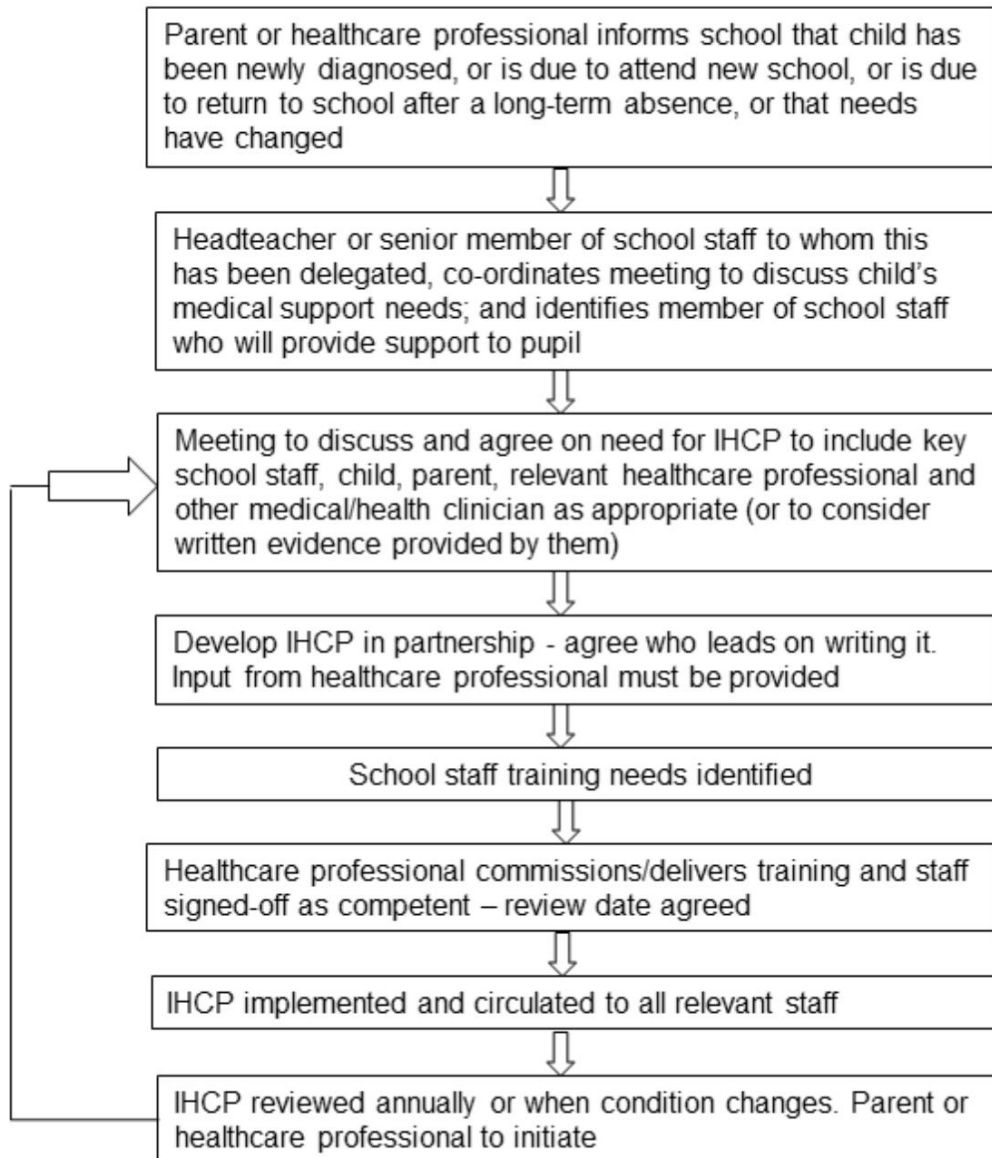 Parent or healthcare professional informs school that child has
been newly diagnosed, or is due to attend new school, or is due
to return to school after a long-term absence, or that needs
have changed
Headteacher or senior member of school staff to whom this
has been delegated, co-ordinates meeting to discuss child's
medical support needs; and identifies member of school staff
who will provide support to pupil
Meeting to discuss and agree on need for IHCP to include key
school staff, child, parent, relevant healthcare professional and
other medical/health clinician as appropriate (or to consider
written evidence provided by them)
Develop IHCP in partnership - agree who leads on writing it.
Input from healthcare professional must be provided
School staff training needs identified
Healthcare professional commissions/delivers training and staff
signed-off as competent – review date agreed
IHCP implemented and circulated to all relevant staff
IHCP reviewed annually or when condition changes. Parent or
healthcare professional to initiate